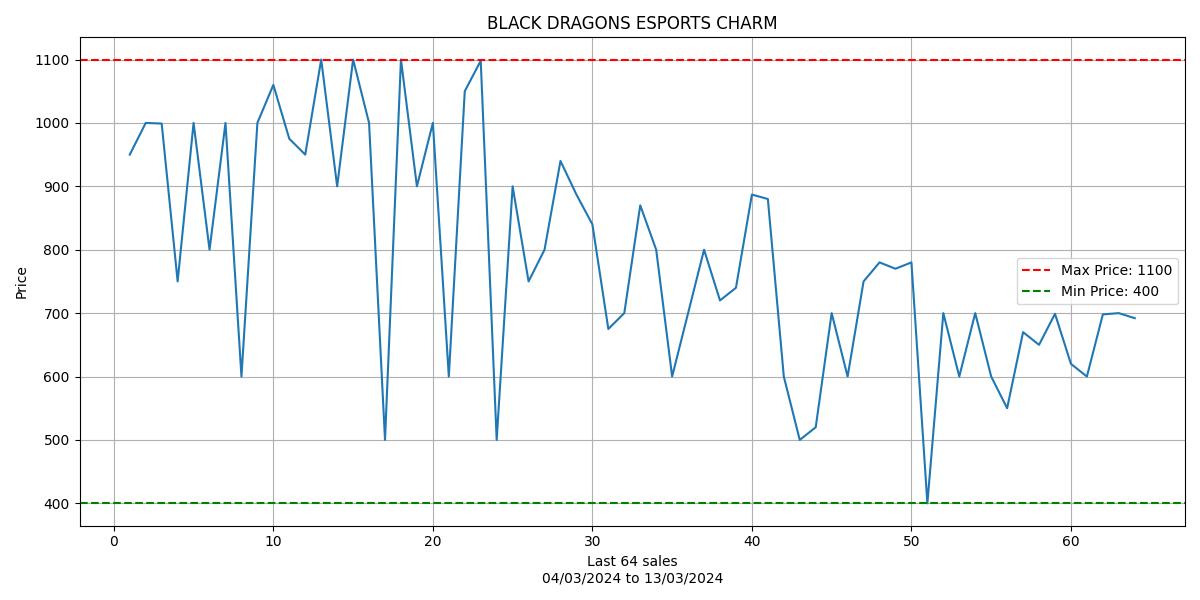 BLACK DRAGONS ESPORTS CHARM
1100
1000
900
800
700
600
500
400
Price
Max Price: 1100
Min Price: 400
0 10 20 30 40 50 60
Last 64 sales
04/03/2024 to 13/03/2024